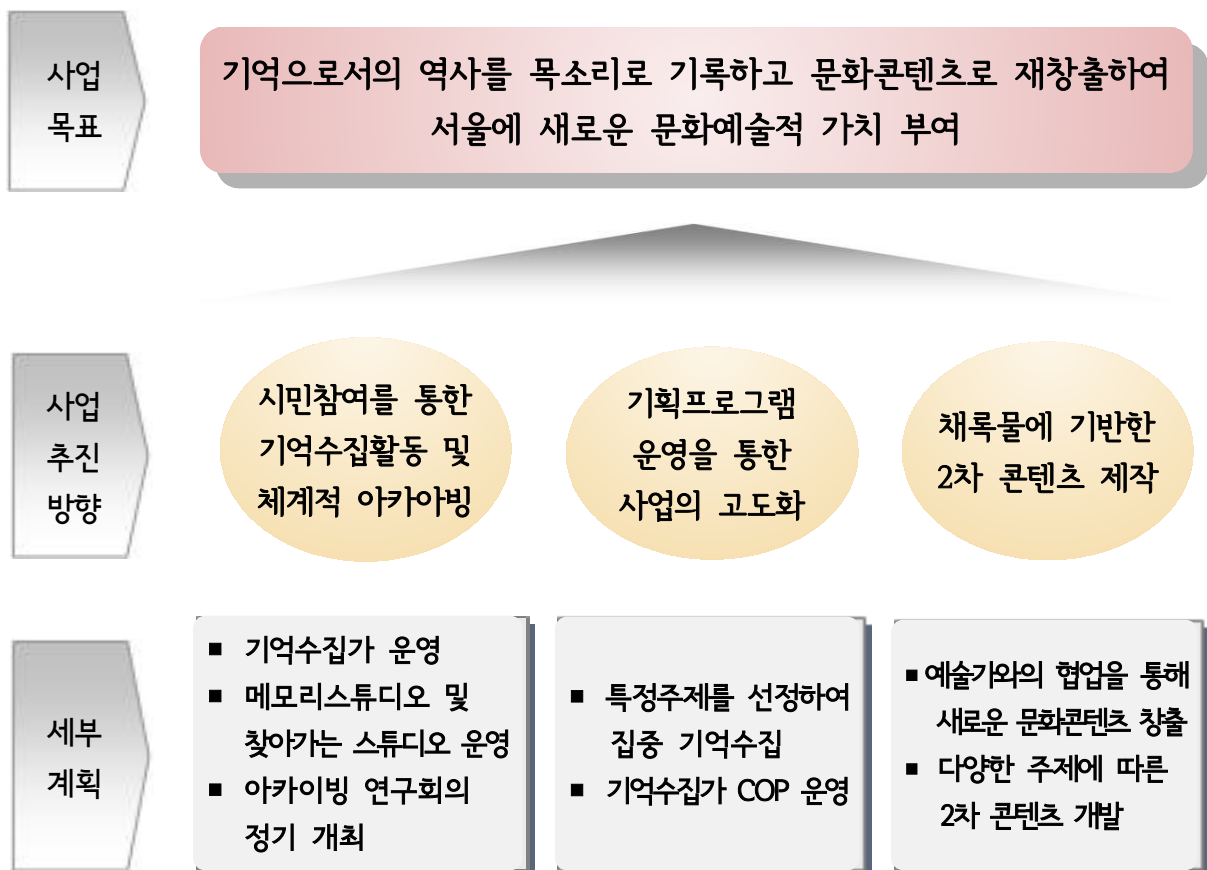 사업
목표
기억으로서의 역사를 목소리로 기록하고 문화콘텐츠로 재창출하여
서울에 새로운 문화예술적 가치 부여
사업
추진
방향
시민참여를 통한
기억수집활동 및
체계적 아카아빙
기획프로그램
운영을 통한
사업의 고도화
채록물에 기반한
2차 콘텐츠 제작
세부
계획
▪ 기억수집가 운영
▪ 메모리스튜디오 및
찾아가는 스튜디오 운영
▪ 아카이빙 연구회의
정기 개최
▪ 특정주제를 선정하여
집중 기억수집
▪ 기억수집가 COP 운영
▪ 예술가와의 협업을 통해
새로운 문화콘텐츠 창출
▪ 다양한 주제에 따른
2차 콘텐츠 개발